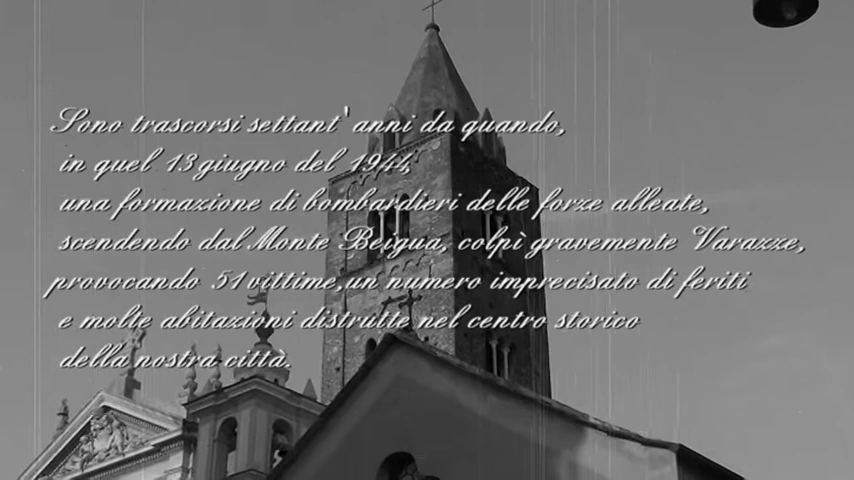 Sono trascorsi settant'anni da quando,
in quel 13 giugno del 1944,
una formazione di bombardieri delle forze alleate,
scendendo dal Monte Beigua, colpì gravemente Varazze,
provocando 51 vittime, un numero imprecisato di feriti
e molte abitazioni distrutte nel centro storico
della nostra città.